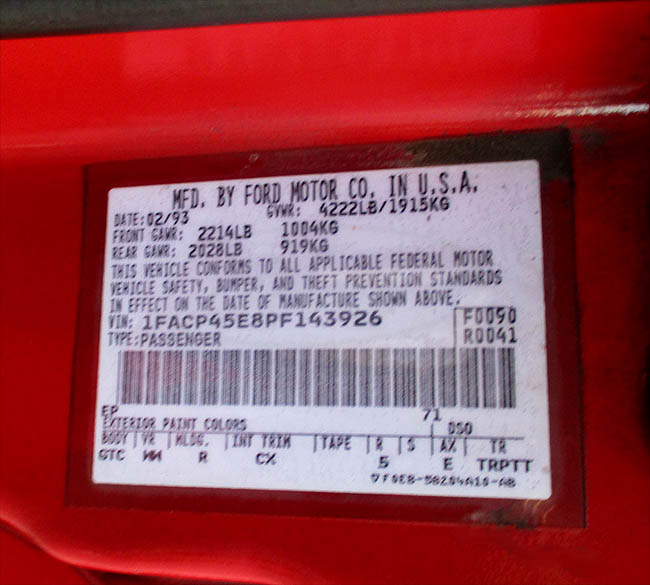 MFD. BY FORD MOTOR CO. IN U.S.A.
DATE: 02/93 GVWR: 4222LB/1915KG
FRONT GAWR: 2214LB 1004KG
REAR GAWR: 2028LB 919KG
THIS VEHICLE CONFORMS TO ALL APPLICABLE FEDERAL MOTOR
VEHICLE SAFETY, BUMPER, AND THEFT PREVENTION STANDARDS
IN EFFECT ON THE DATE OF MANUFACTURE SHOWN ABOVE.
VIN: 1FACP45E8PF143926 F0090
TYPE: PASSENGER R0041
EP 71
EXTERIOR PAINT COLORS DSO
BODY VR MLDG. INT TRIM TAPE R S AX TR
GTC WW R CX 5 E TRPTT